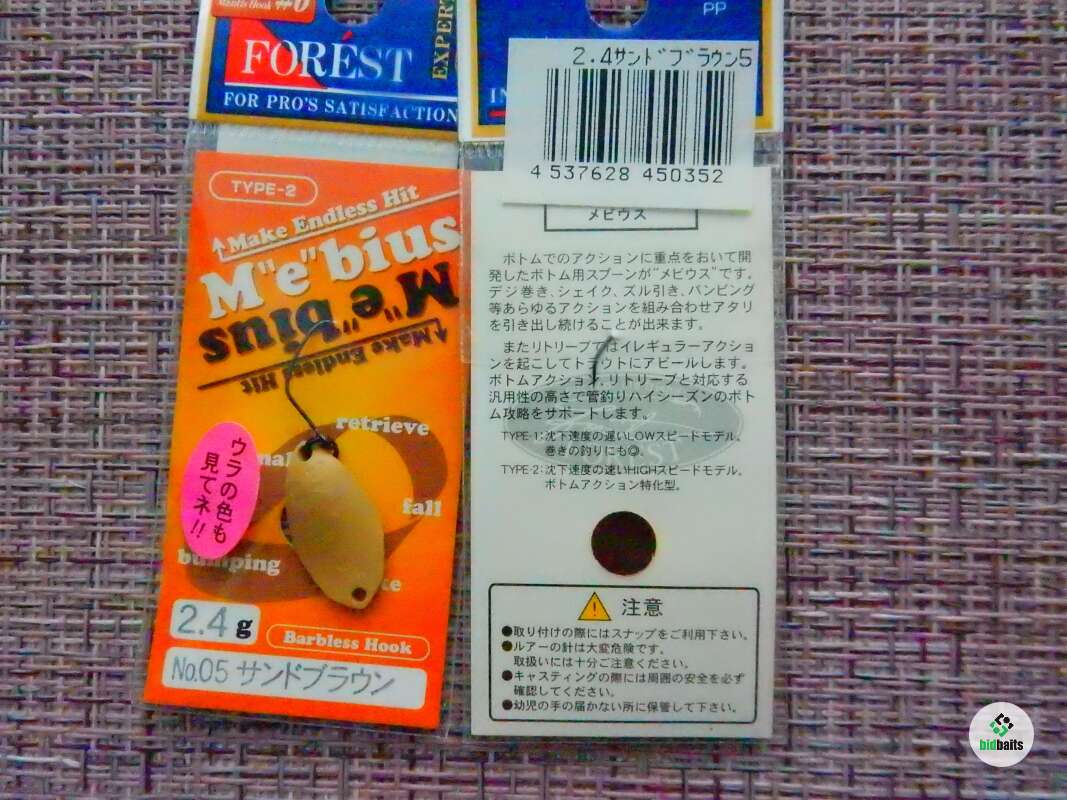 #6
FORÉST
EXPERT
FOR PRO'S SATISFACTION
TYPE-2
Make Endless Hit
M"e"bius
M"e"bius
Make Endless Hit
retrieve
fall
bumping
ウラの色も
見てネ!!
2.4g
Barbless Hook
No.05 サンドブラウン
PP
IN
2.4サンドブラウン5
4 537628 450352
メビウス
ボトムでのアクションに重点をおいて開
発したボトム用スプーンが"メビウス"です。
デジ巻き、シェイク、ズル引き、バンピング
等あらゆるアクションを組み合わせアタリ
を引き出し続けることが出来ます。
またリトリーブではイレギュラーアクショ
ンを起こしてトラウトにアピールします。
ボトムアクション、リトリーブと対応する
汎用性の高さで管釣りハイシーズンのボト
ム攻略をサポートします。
TYPE-1：沈下速度の遅いLOWスピードモデル。
巻きの釣りにも◎。
TYPE-2：沈下速度の速いHIGHスピードモデル。
ボトムアクション特化型。
注意
●取り付けの際にはスナップをご利用下さい。
●ルアーの針は大変危険です。
取扱いには十分ご注意ください。
●キャスティングの際には周囲の安全を必ず
確認してください。
●幼児の手の届かない所に保管して下さい。
bidbaits